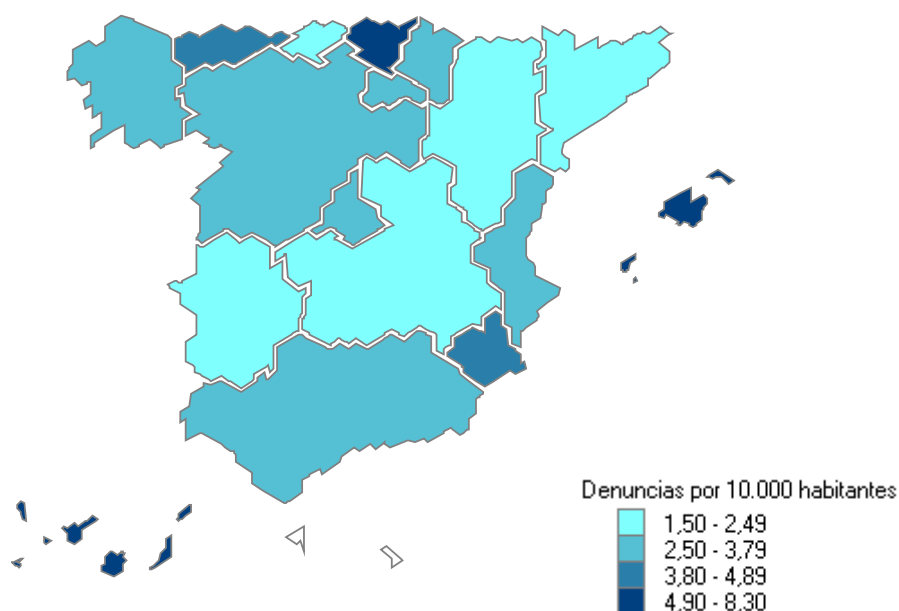 Denuncias por 10.000 habitantes
1,50 - 2,49
2,50 - 3,79
3,80 - 4,89
4,90 - 8,30